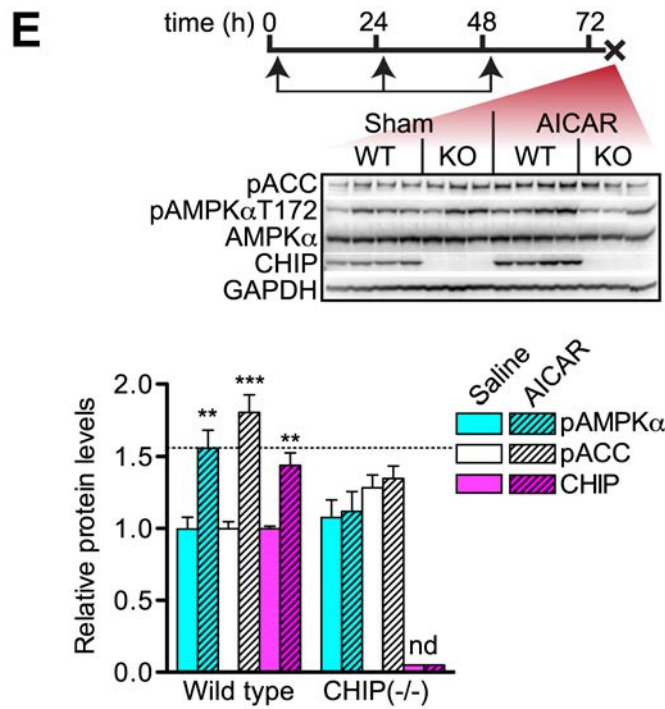 E
time (h) 0 24 48 72
Sham AICAR
WT KO WT KO
pACC
pAMPKαT172
AMPKα
CHIP
GAPDH
Saline
AICAR
pAMPKα
pACC
CHIP
Relative protein levels
2.0
1.5
1.0
0.5
0.0
** *** **
nd
Wild type CHIP(-/-)